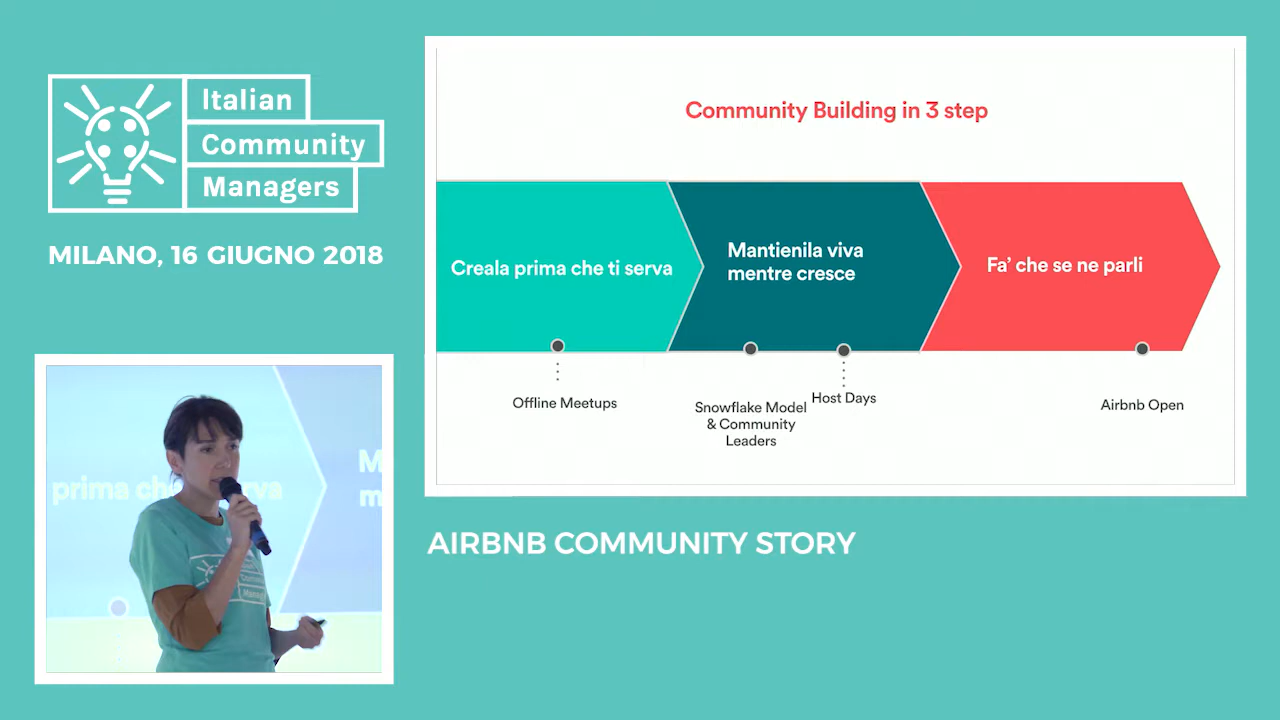 Italian
Community
Managers
MILANO, 16 GIUGNO 2018
Community Building in 3 step
Creala prima che ti serva
Mantienila viva
mentre cresce
Fa’ che se ne parli
Offline Meetups
Snowflake Model
& Community
Leaders
Host Days
Airbnb Open
prima che serva
M
m
AIRBNB COMMUNITY STORY